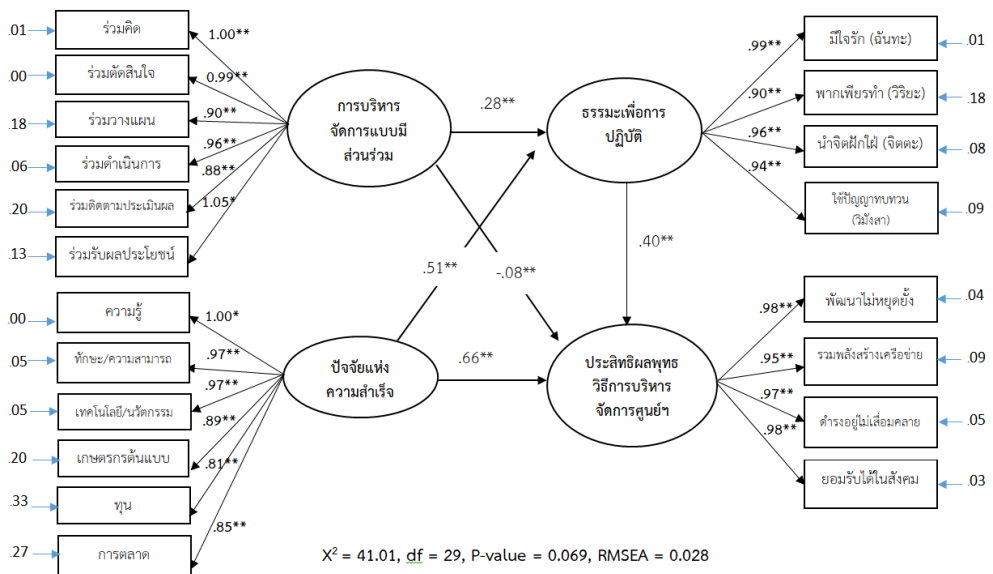 .01
ร่วมคิด
1.00**
.00
ร่วมตัดสินใจ
0.99**
.18
ร่วมวางแผน
.90**
.06
ร่วมดำเนินการ
.96**
.20
ร่วมติดตามประเมินผล
.88**
.13
ร่วมรับผลประโยชน์
1.05*
การบริหาร
จัดการแบบมี
ส่วนร่วม
.28**
ธรรมะเพื่อการ
ปฏิบัติ
.99**
มีใจรัก (ฉันทะ)
.01
.90**
พากเพียรทำ (วิริยะ)
.18
.96**
นำจิตฝักใฝ่ (จิตตะ)
.08
.94**
ใช้ปัญญาทบทวน
(วิมังสา)
.09
.51**
-.08**
.40**
.00
ความรู้
1.00*
.05
ทักษะ/ความสามารถ
.97**
.05
เทคโนโลยี/นวัตกรรม
.97**
.20
เกษตรกรต้นแบบ
.89**
.33
ทุน
.81**
.27
การตลาด
.85**
ปัจจัยแห่ง
ความสำเร็จ
.66**
ประสิทธิผลพุทธ
วิธีการบริหาร
จัดการศูนย์ฯ
.98**
พัฒนาไม่หยุดยั้ง
.04
.95**
รวมพลังสร้างเครือข่าย
.09
.97**
ดำรงอยู่ไม่เสื่อมคลาย
.05
.98**
ยอมรับได้ในสังคม
.03
X² = 41.01, df = 29, P-value = 0.069, RMSEA = 0.028